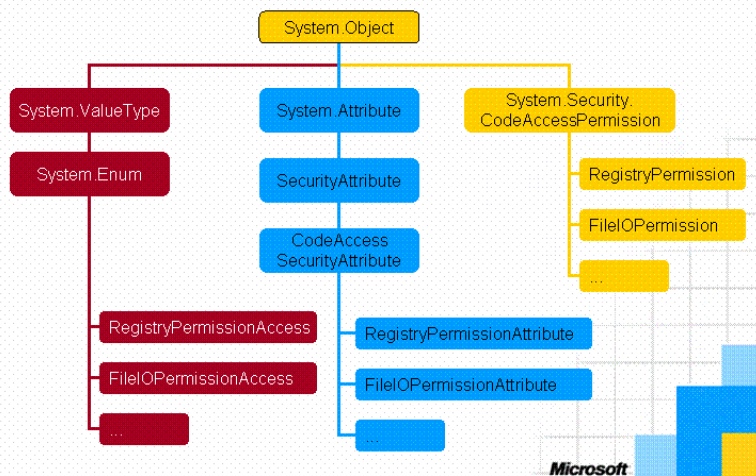 System.Object
System.ValueType
System.Attribute
System.Security.
CodeAccessPermission
System.Enum
SecurityAttribute
RegistryPermission
FileIOPermission
CodeAccess
SecurityAttribute
...
RegistryPermissionAccess
RegistryPermissionAttribute
FileIOPermissionAccess
FileIOPermissionAttribute
...
...
Microsoft